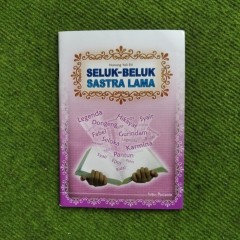 SELUK-BELUK
SASTRA LAMA
Legenda
Hikayat
Syair
Dongeng
Fabel
Gurindam
Seloka
Karmina
Pantun